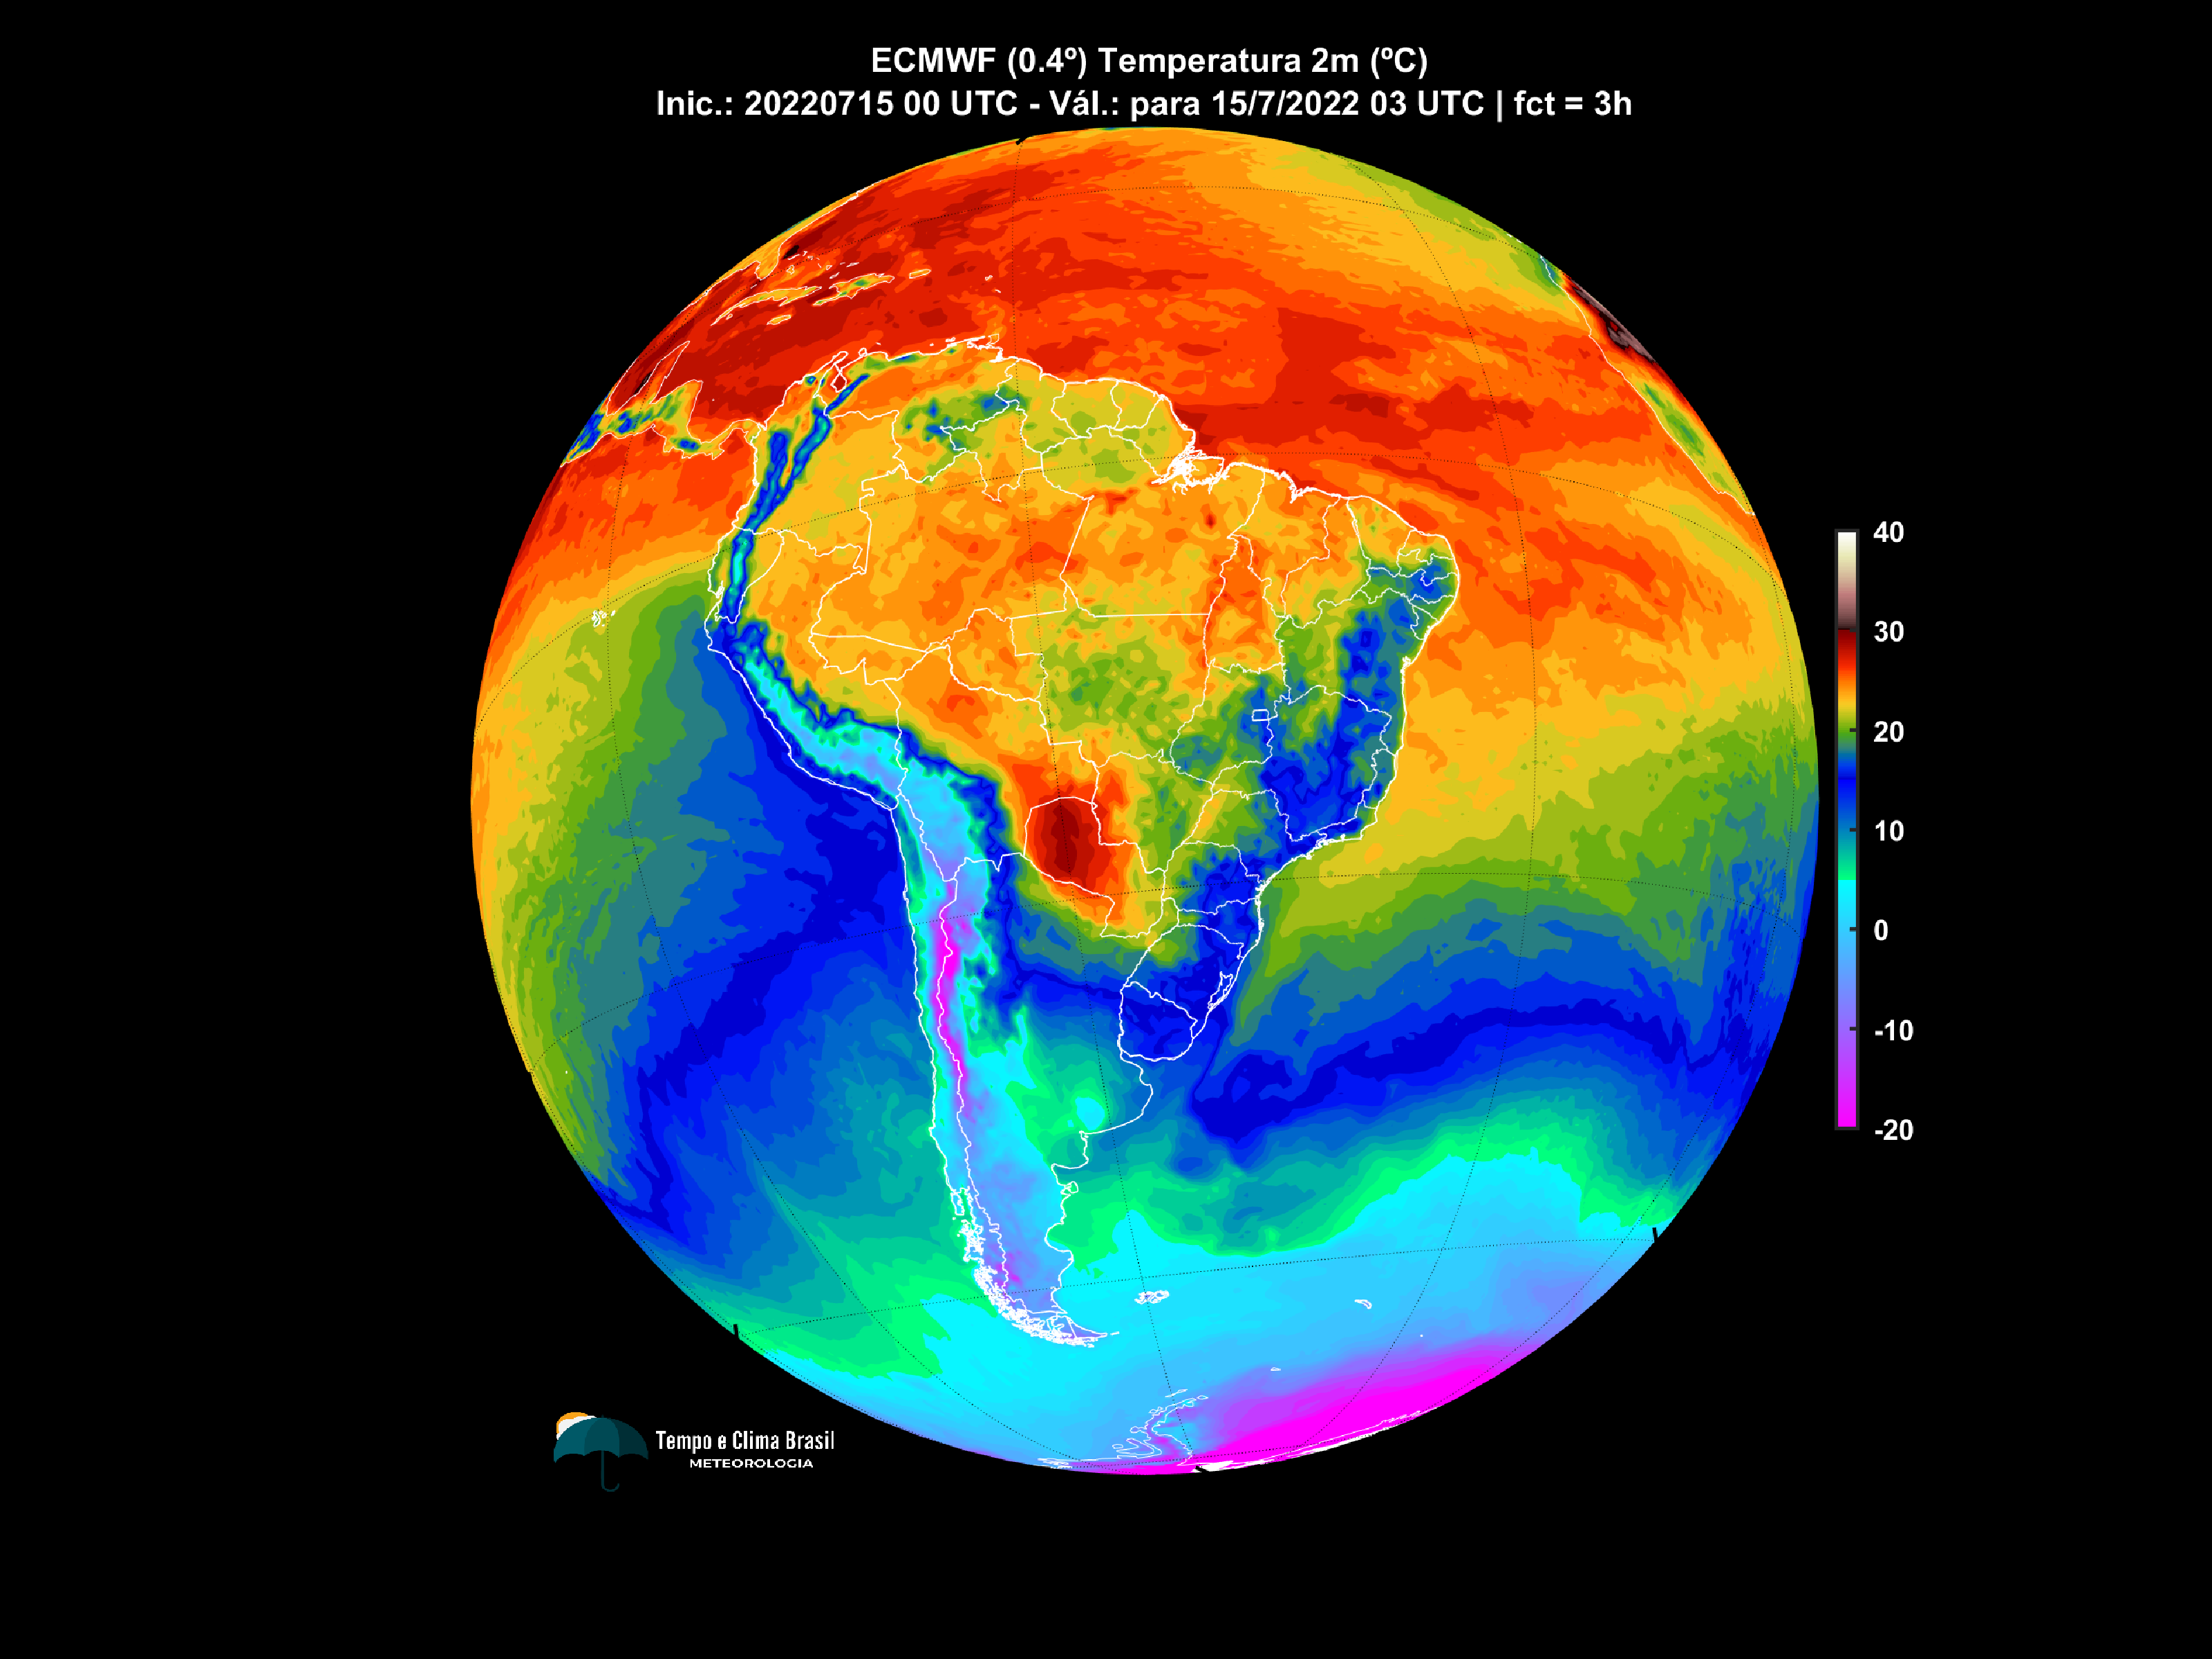 ECMWF (0.4º) Temperatura 2m (ºC)
Inic.: 20220715 00 UTC - Vál.: para 15/7/2022 03 UTC | fct = 3h
40
30
20
10
0
-10
-20
Tempo e Clima Brasil
METEOROLOGIA